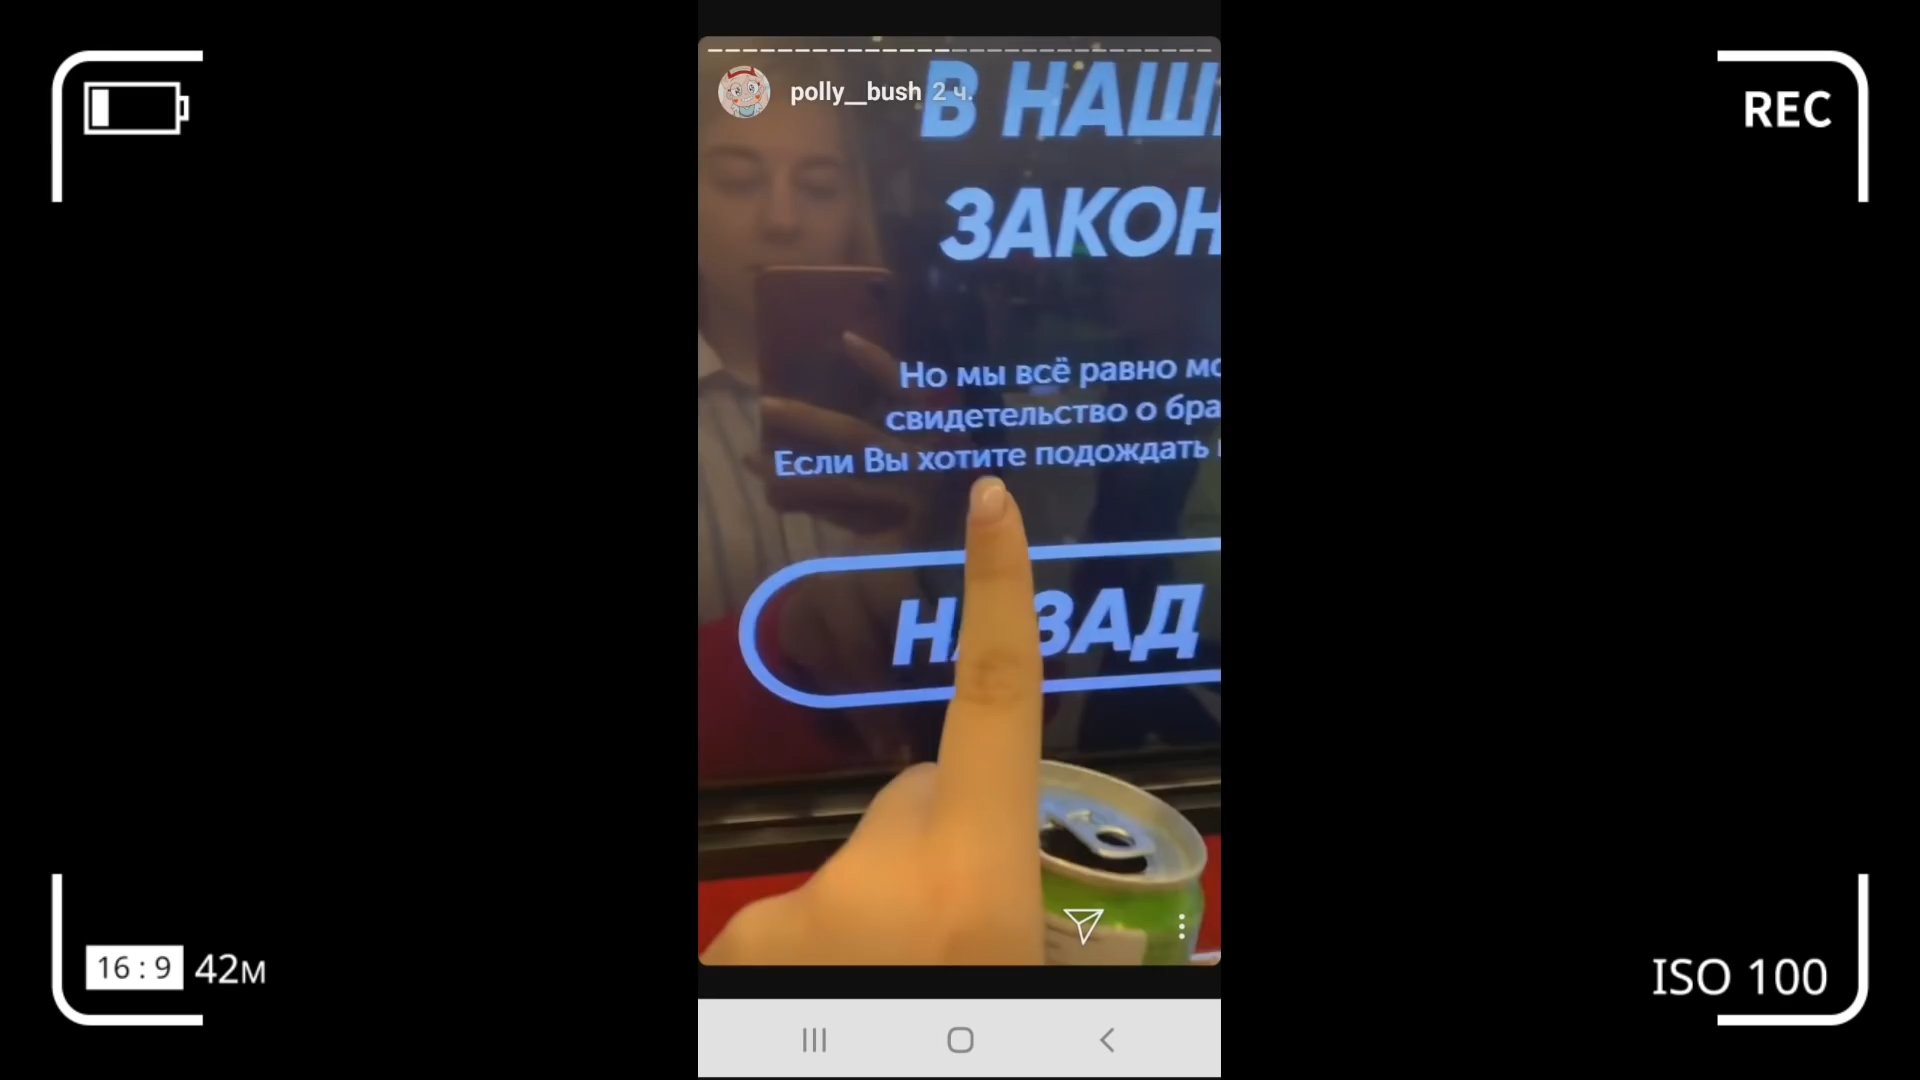 REC
polly__bush 2 ч.
В НАШ
ЗАКОН
Но мы всё равно мо
свидетельство о бра
Если Вы хотите подождать
НАЗАД
16:9 42м
ISO 100